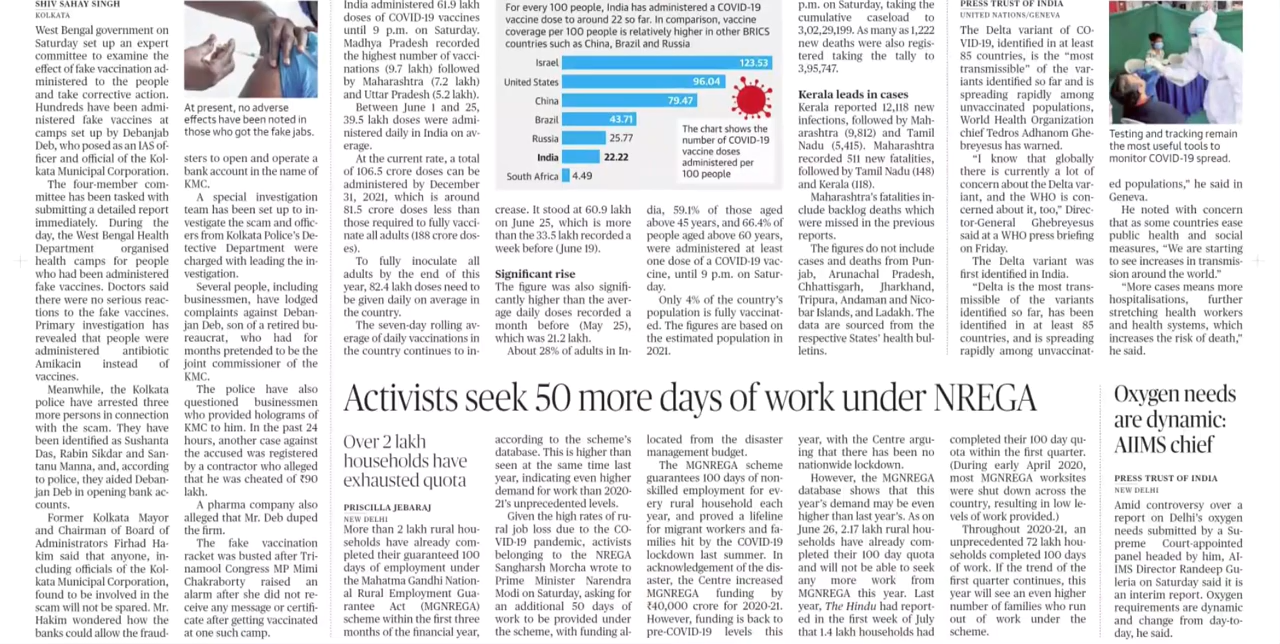 SHIV SAHAY SINGH
KOLKATA
West Bengal government on
Saturday set up an expert
committee to examine the
effect of fake vaccination ad-
ministered to the people
and take corrective action.
Hundreds have been admi-
nistered fake vaccines at
camps set up by Debanjab
Deb, who posed as an IAS of-
ficer and official of the Kol-
kata Municipal Corporation.
The four-member com-
mittee has been tasked with
submitting a detailed report
immediately. During the
day, the West Bengal Health
Department organised
health camps for people
who had been administered
fake vaccines. Doctors said
there were no serious reac-
tions to the fake vaccines.
Primary investigation has
revealed that people were
administered antibiotic
Amikacin instead of
vaccines.
Meanwhile, the Kolkata
police have arrested three
more persons in connection
with the scam. They have
been identified as Sushanta
Das, Rabin Sikdar and San-
tanu Manna, and, according
to police, they aided Deban-
jan Deb in opening bank ac-
counts.
Former Kolkata Mayor
and Chairman of Board of
Administrators Firhad Ha-
kim said that anyone, in-
cluding officials of the Kol-
kata Municipal Corporation,
found to be involved in the
scam will not be spared. Mr.
Hakim wondered how the
banks could allow the fraud-
At present, no adverse
effects have been noted in
those who got the fake jabs.
sters to open and operate a
bank account in the name of
KMC.
A special investigation
team has been set up to in-
vestigate the scam and offic-
ers from Kolkata Police's De-
tective Department were
charged with leading the in-
vestigation.
Several people, including
businessmen, have lodged
complaints against Deban-
jan Deb, son of a retired bu-
reaucrat, who had for
months pretended to be the
joint commissioner of the
KMC.
The police have also
questioned businessmen
who provided holograms of
KMC to him. In the past 24
hours, another case against
the accused was registered
by a contractor who alleged
that he was cheated of ₹90
lakh.
A pharma company also
alleged that Mr. Deb duped
the firm.
The fake vaccination
racket was busted after Tri-
namool Congress MP Mimi
Chakraborty raised an
alarm after she did not re-
ceive any message or certifi-
cate after getting vaccinated
at one such camp.
India administered 61.9 lakh
doses of COVID-19 vaccines
until 9 p.m. on Saturday.
Madhya Pradesh recorded
the highest number of vacci-
nations (9.7 lakh) followed
by Maharashtra (7.2 lakh)
and Uttar Pradesh (5.2 lakh).
Between June 1 and 25,
39.5 lakh doses were admi-
nistered daily in India on av-
erage.
At the current rate, a total
of 106.5 crore doses can be
administered by December
31, 2021, which is around
81.5 crore doses less than
those required to fully vacci-
nate all adults (188 crore dos-
es).
To fully inoculate all
adults by the end of this
year, 82.4 lakh doses need to
be given daily on average in
the country.
The seven-day rolling av-
erage of daily vaccinations in
the country continues to in-
For every 100 people, India has administered a COVID-19
vaccine dose to around 22 so far. In comparison, vaccine
coverage per 100 people is relatively higher in other BRICS
countries such as China, Brazil and Russia
Israel 123.53
United States 96.04
China 79.47
Brazil 43.71
Russia 25.77
India 22.22
South Africa 4.49
The chart shows the
number of COVID-19
vaccine doses
administered per
100 people
crease. It stood at 60.9 lakh
on June 25, which is more
than the 33.5 lakh recorded a
week before (June 19).
Significant rise
The figure was also signifi-
cantly higher than the aver-
age daily doses recorded a
month before (May 25),
which was 21.2 lakh.
About 28% of adults in In-
dia, 59.1% of those aged
above 45 years, and 66.4% of
people aged above 60 years,
were administered at least
one dose of a COVID-19 vac-
cine, until 9 p.m. on Satur-
day.
Only 4% of the country's
population is fully vaccinat-
ed. The figures are based on
the estimated population in
2021.
p.m. on Saturday, taking the
cumulative caseload to
3,02,29,199. As many as 1,222
new deaths were also regis-
tered taking the tally to
3,95,747.
Kerala leads in cases
Kerala reported 12,118 new
infections, followed by Mah-
arashtra (9,812) and Tamil
Nadu (5,415). Maharashtra
recorded 511 new fatalities,
followed by Tamil Nadu (148)
and Kerala (118).
Maharashtra's fatalities in-
clude backlog deaths which
were missed in the previous
reports.
The figures do not include
cases and deaths from Pun-
jab, Arunachal Pradesh,
Chhattisgarh, Jharkhand,
Tripura, Andaman and Nico-
bar Islands, and Ladakh. The
data are sourced from the
respective States' health bul-
letins.
PRESS TRUST OF INDIA
UNITED NATIONS/GENEVA
The Delta variant of CO-
VID-19, identified in at least
85 countries, is the "most
transmissible" of the var-
iants identified so far and is
spreading rapidly among
unvaccinated populations,
World Health Organization
chief Tedros Adhanom Ghe-
breyesus has warned.
"I know that globally
there is currently a lot of
concern about the Delta var-
iant, and the WHO is con-
cerned about it, too," Direc-
tor-General Ghebreyesus
said at a WHO press briefing
on Friday.
The Delta variant was
first identified in India.
"Delta is the most trans-
missible of the variants
identified so far, has been
identified in at least 85
countries, and is spreading
rapidly among unvaccinat-
Testing and tracking remain
the most useful tools to
monitor COVID-19 spread.
ed populations," he said in
Geneva.
He noted with concern
that as some countries ease
public health and social
measures, "We are starting
to see increases in transmis-
sion around the world."
"More cases means more
hospitalisations, further
stretching health workers
and health systems, which
increases the risk of death,"
he said.
Activists seek 50 more days of work under NREGA
Over 2 lakh
households have
exhausted quota
PRISCILLA JEBARAJ
NEW DELHI
More than 2 lakh rural hou-
seholds have already com-
pleted their guaranteed 100
days of employment under
the Mahatma Gandhi Nation-
al Rural Employment Gua-
rantee Act (MGNREGA)
scheme within the first three
months of the financial year,
according to the scheme's
database. This is higher than
seen at the same time last
year, indicating even higher
demand for work than 2020-
21's unprecedented levels.
Given the high rates of ru-
ral job loss due to the CO-
VID-19 pandemic, activists
belonging to the NREGA
Sangharsh Morcha wrote to
Prime Minister Narendra
Modi on Saturday, asking for
an additional 50 days of
work to be provided under
the scheme, with funding al-
located from the disaster
management budget.
The MGNREGA scheme
guarantees 100 days of non-
skilled employment for ev-
ery rural household each
year, and proved a lifeline
for migrant workers and fa-
milies hit by the COVID-19
lockdown last summer. In
acknowledgement of the dis-
aster, the Centre increased
MGNREGA funding by
₹40,000 crore for 2020-21.
However, funding is back to
pre-COVID-19 levels this
year, with the Centre argu-
ing that there has been no
nationwide lockdown.
However, the MGNREGA
database shows that this
year's demand may be even
higher than last year's. As on
June 26, 2.17 lakh rural hou-
seholds have already com-
pleted their 100 day quota
and will not be able to seek
any more work from
MGNREGA this year. Last
year, The Hindu had report-
ed in the first week of July
that 1.4 lakh households had
completed their 100 day qu-
ota within the first quarter.
(During early April 2020,
most MGNREGA worksites
were shut down across the
country, resulting in low le-
vels of work provided.)
Throughout 2020-21, an
unprecedented 72 lakh hou-
seholds completed 100 days
of work. If the trend of the
first quarter continues, this
year will see an even higher
number of families who run
out of work under the
scheme.
Oxygen needs
are dynamic:
AIIMS chief
PRESS TRUST OF INDIA
NEW DELHI
Amid controversy over a
report on Delhi's oxygen
needs submitted by a Su-
preme Court-appointed
panel headed by him, AI-
IMS Director Randeep Gu-
leria on Saturday said it is
an interim report. Oxygen
requirements are dynamic
and change from day-to-
day, he said.